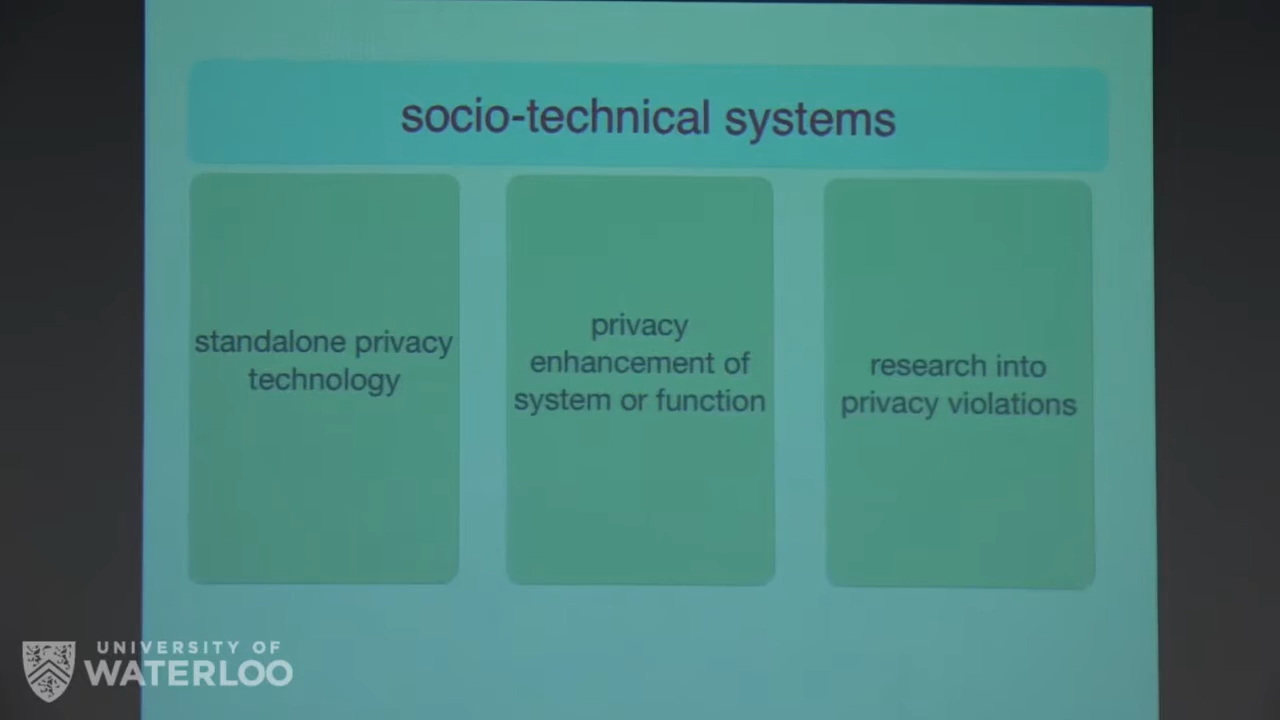 socio-technical systems
standalone privacy
technology
privacy
enhancement of
system or function
research into
privacy violations
UNIVERSITY OF
WATERLOO